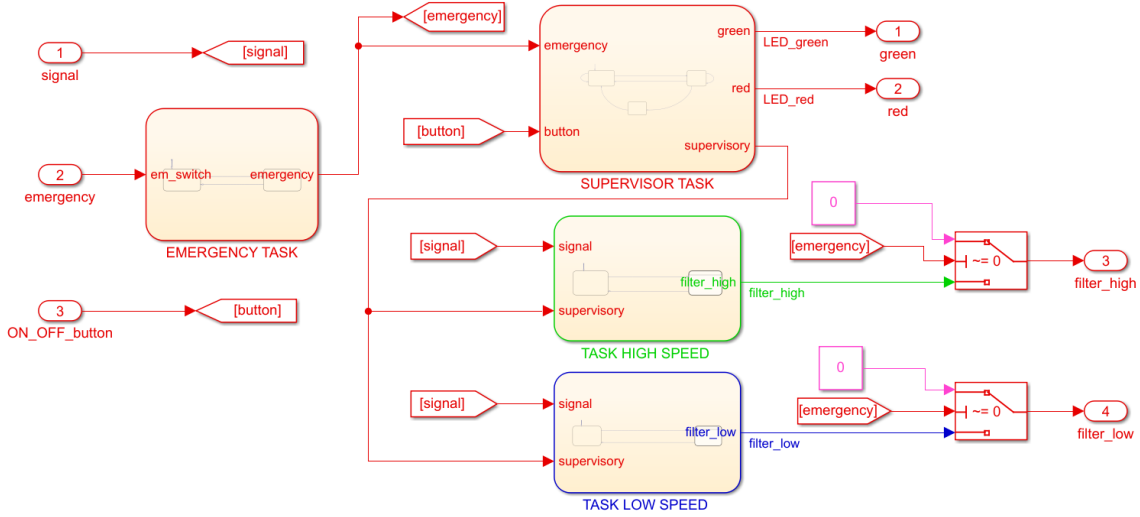 [emergency]
1
signal
[signal]
emergency
green
LED_green
1
green
red
LED_red
2
red
[button]
button
supervisory
SUPERVISOR TASK
2
emergency
em_switch
emergency
EMERGENCY TASK
0
[signal]
signal
[emergency]
~= 0
3
filter_high
filter_high
filter_high
supervisory
TASK HIGH SPEED
3
ON_OFF_button
[button]
0
[signal]
signal
[emergency]
~= 0
4
filter_low
filter_low
filter_low
supervisory
TASK LOW SPEED